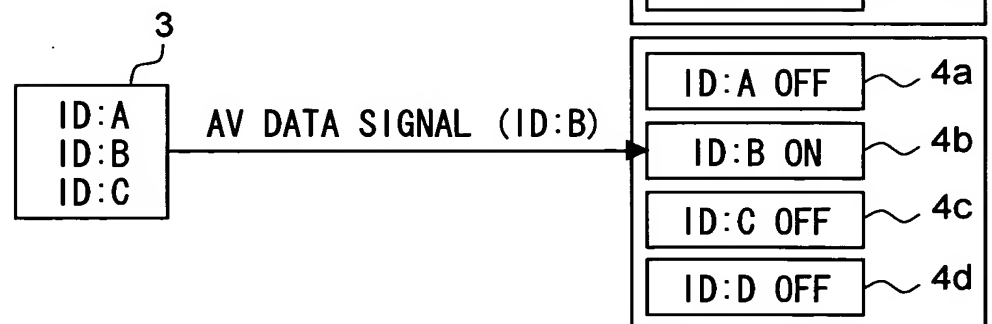 3
ID:A
ID:B
ID:C
AV DATA SIGNAL (ID:B)
ID:A OFF 4a
ID:B ON 4b
ID:C OFF 4c
ID:D OFF 4d